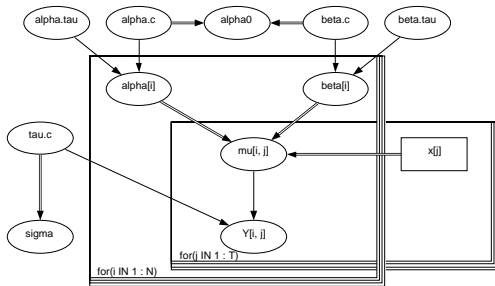 alpha.tau alpha.c alpha0 beta.c beta.tau
alpha[i] beta[i]
tau.c mu[i, j] x[j]
sigma Y[i, j]
for(j IN 1 : T)
for(i IN 1 : N)